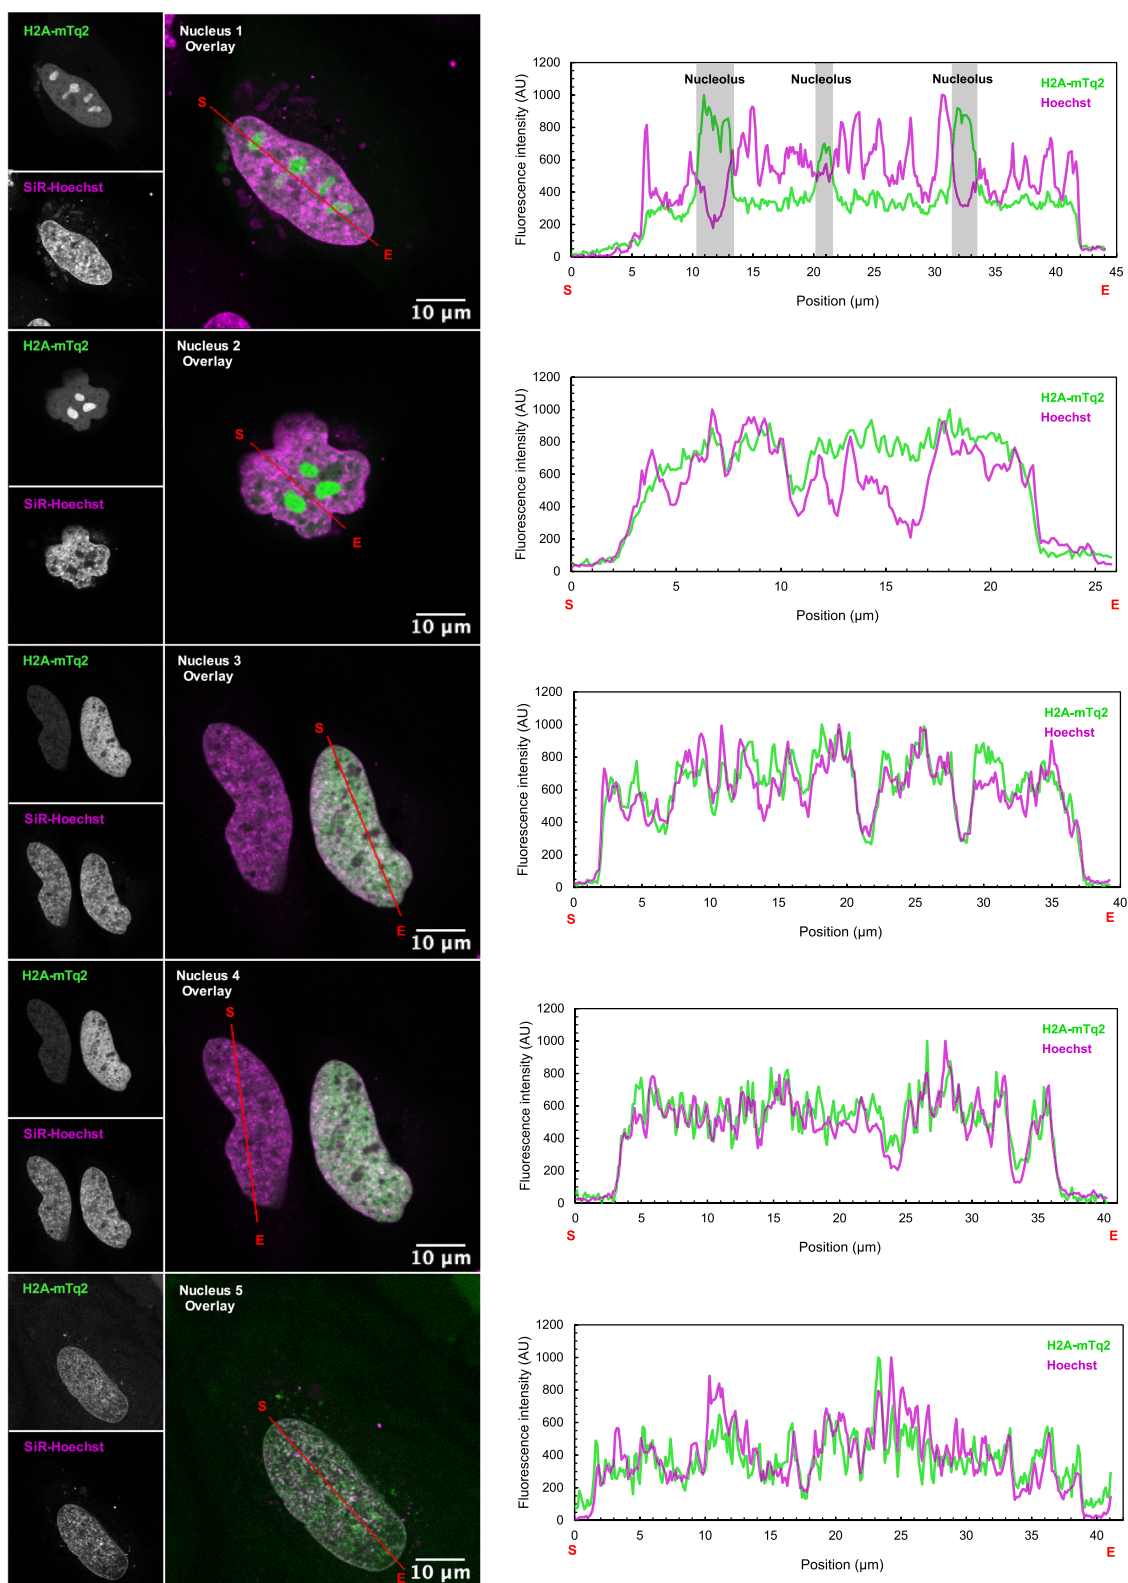 H2A-mTq2
Nucleus 1
Overlay
S
E
10 µm
SiR-Hoechst
Fluorescence intensity (AU)
1200
1000
800
600
400
200
0
Nucleolus
Nucleolus
Nucleolus
H2A-mTq2
Hoechst
0 5 10 15 20 25 30 35 40 45
S
E
Position (µm)
H2A-mTq2
Nucleus 2
Overlay
S
E
10 µm
SiR-Hoechst
Fluorescence intensity (AU)
1200
1000
800
600
400
200
0
H2A-mTq2
Hoechst
0 5 10 15 20 25
S
E
Position (µm)
H2A-mTq2
Nucleus 3
Overlay
S
E
10 µm
SiR-Hoechst
Fluorescence intensity (AU)
1200
1000
800
600
400
200
0
H2A-mTq2
Hoechst
0 5 10 15 20 25 30 35 40
S
E
Position (µm)
H2A-mTq2
Nucleus 4
Overlay
S
E
10 µm
SiR-Hoechst
Fluorescence intensity (AU)
1200
1000
800
600
400
200
0
H2A-mTq2
Hoechst
0 5 10 15 20 25 30 35 40
S
E
Position (µm)
H2A-mTq2
Nucleus 5
Overlay
S
E
10 µm
SiR-Hoechst
Fluorescence intensity (AU)
1200
1000
800
600
400
200
0
H2A-mTq2
Hoechst
0 5 10 15 20 25 30 35 40
S
E
Position (µm)